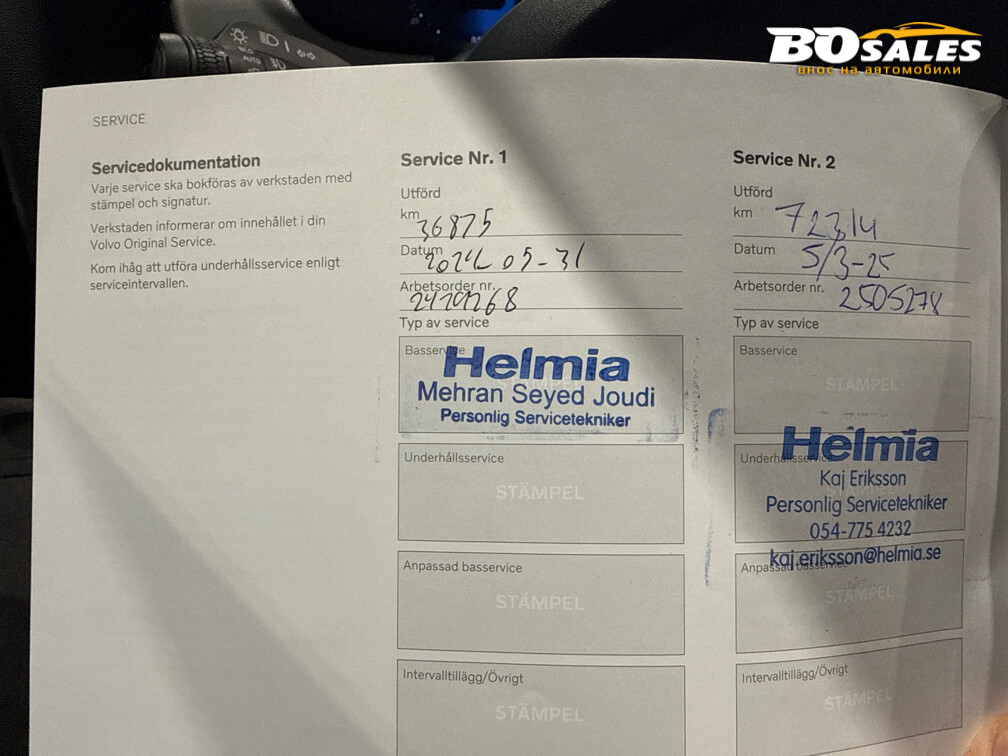 BOSALES
ВНОС НА АВТОМОБИЛИ
SERVICE
Servicedokumentation
Varje service ska bokföras av verkstaden med
stämpel och signatur.
Verkstaden informerar om innehållet i din
Volvo Original Service.
Kom ihåg att utföra underhållsservice enligt
serviceintervallen.
Service Nr. 1
Utförd
km 36875
Datum 2024 05-31
Arbetsorder nr.
Typ av service
Basservice
Helmia
Mehran Seyed Joudi
Personlig Servicetekniker
Underhållsservice
STÄMPEL
Anpassad basservice
STÄMPEL
Intervalltillägg/Övrigt
STÄMPEL
Service Nr. 2
Utförd
km 72314
Datum 5/3-25
Arbetsorder nr. 2505278
Typ av service
Basservice
STÄMPEL
Underhållsservice
Helmia
Kaj Eriksson
Personlig Servicetekniker
054-775 4232
kaj.eriksson@helmia.se
Anpassad basservice
STÄMPEL
Intervalltillägg/Övrigt
STÄMPEL